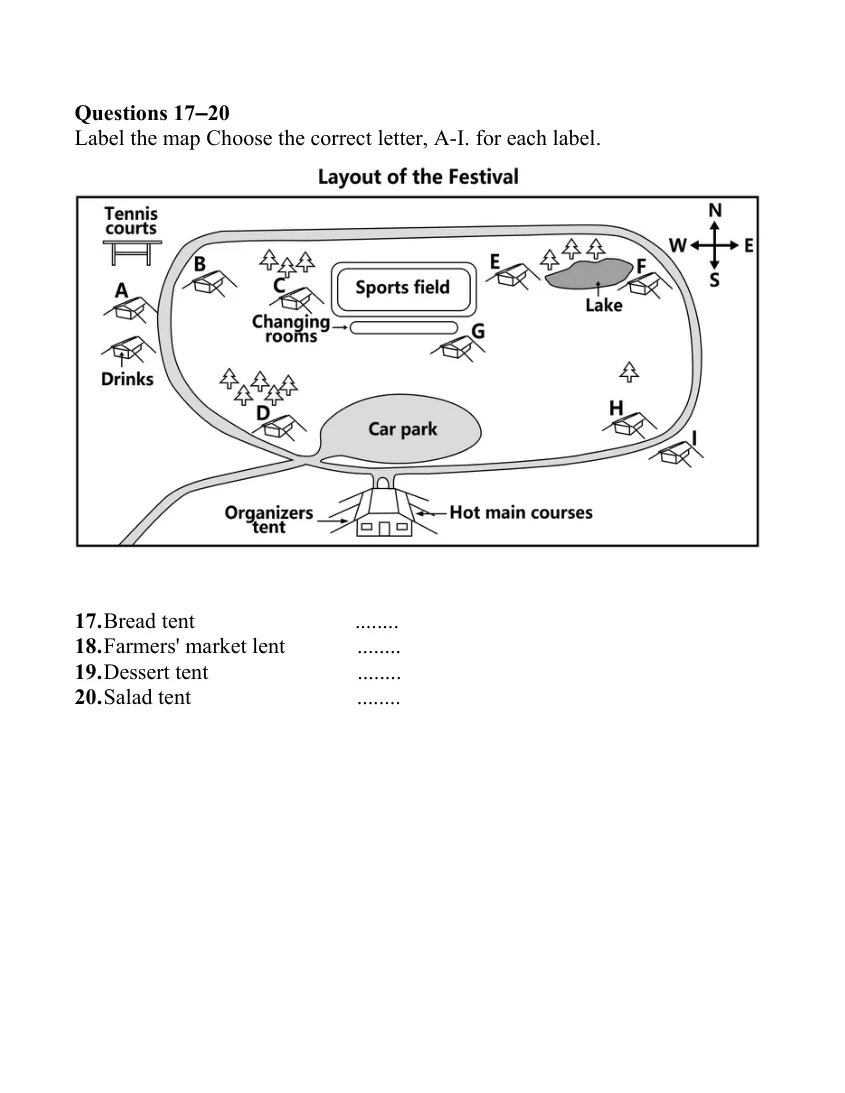 Questions 17–20
Label the map Choose the correct letter, A-I. for each label.
Layout of the Festival
Tennis
courts
N
W
E
S
B
E
F
A
C
Sports field
Lake
Changing
rooms
G
Drinks
D
Car park
H
I
Organizers
tent
Hot main courses
17.Bread tent ........
18.Farmers' market lent ........
19.Dessert tent ........
20.Salad tent ........